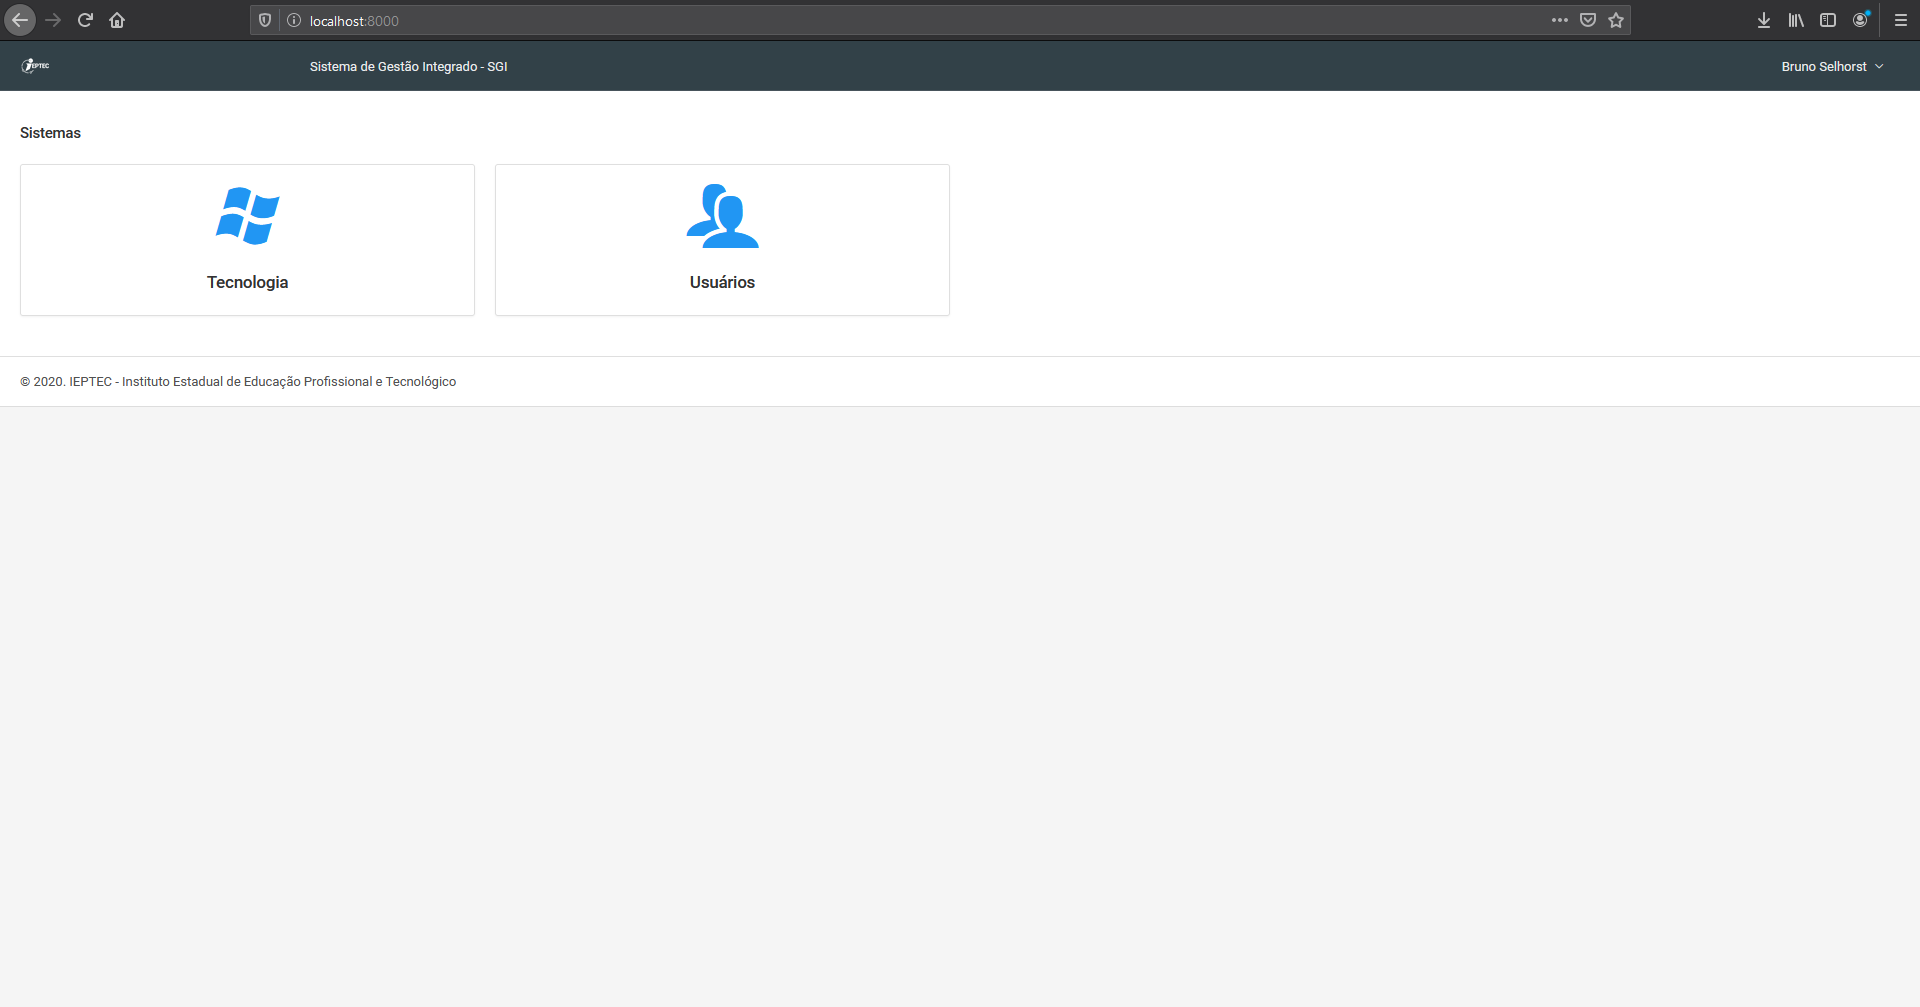 localhost:8000
IEPTEC
Sistema de Gestão Integrado - SGI
Bruno Selhorst
Sistemas
Tecnologia
Usuários
© 2020. IEPTEC - Instituto Estadual de Educação Profissional e Tecnológico